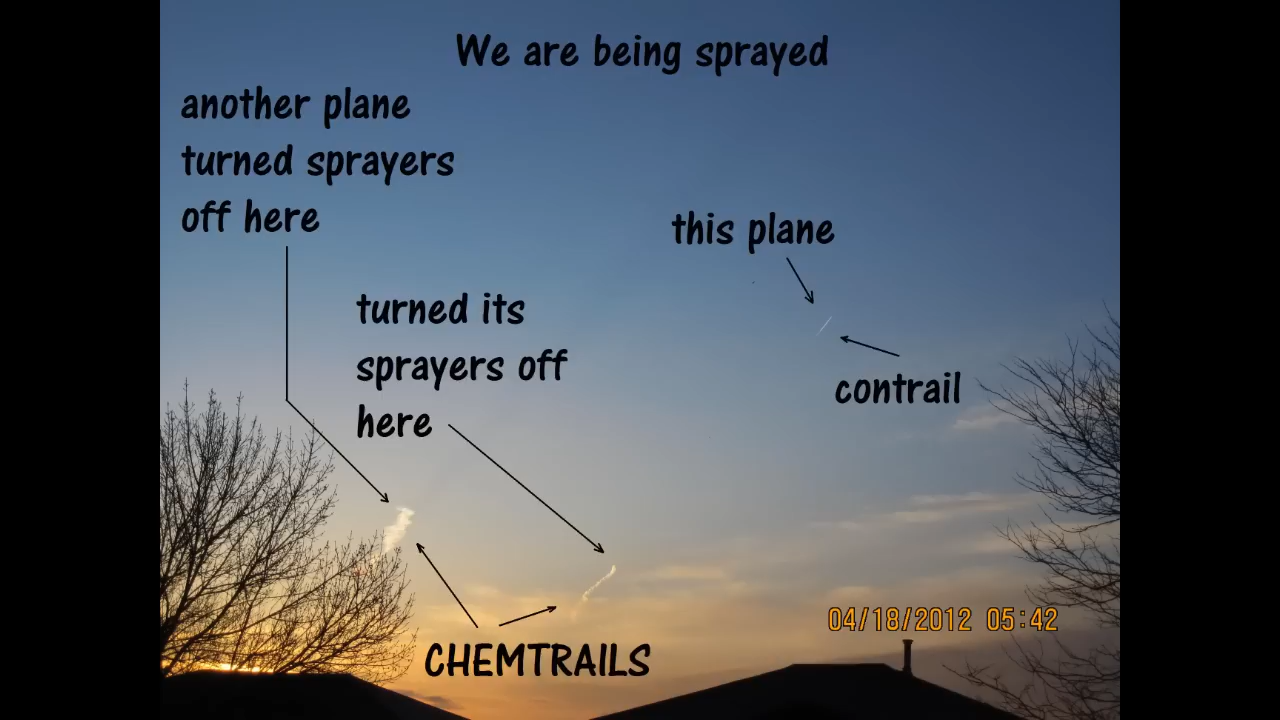 We are being sprayed
another plane
turned sprayers
off here
this plane
turned its
sprayers off
here
contrail
CHEMTRAILS
04/18/2012 05:42